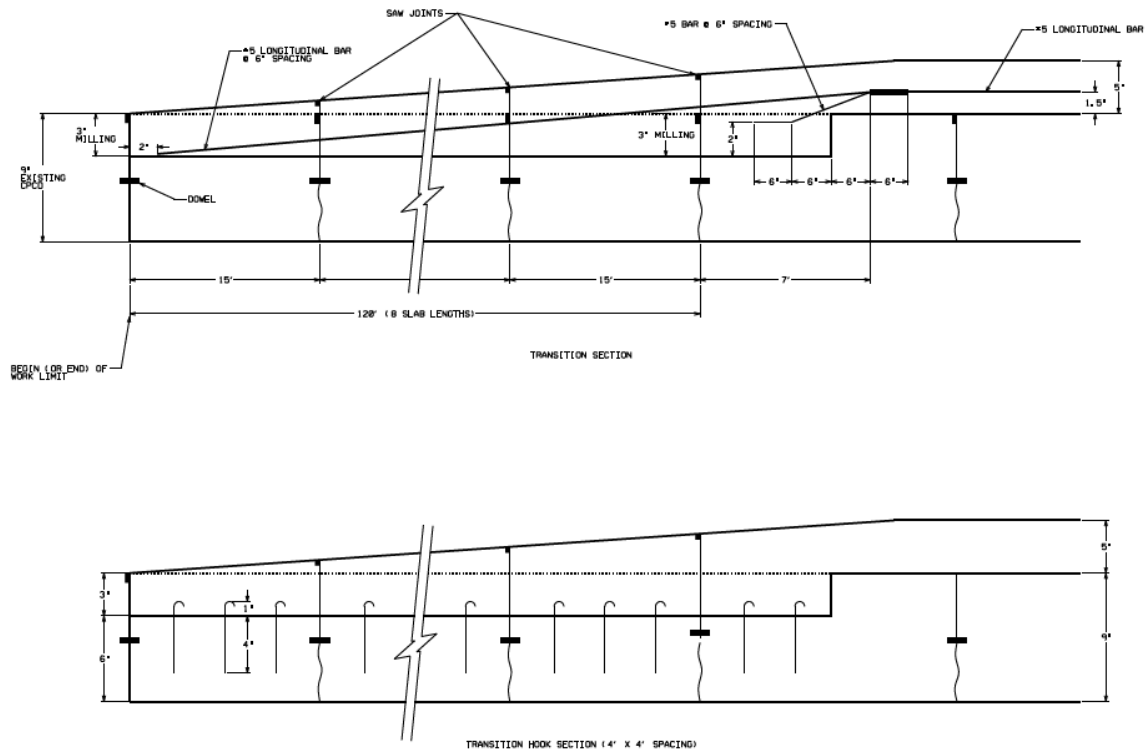 SAW JOINTS
#5 BAR @ 6" SPACING
#5 LONGITUDINAL BAR
@ 6" SPACING
#5 LONGITUDINAL BAR
5"
1.5"
3"
MILLING
2"
3" MILLING
2"
9"
EXISTING
CPCD
DOWEL
6"
6"
6"
6"
15'
15'
7'
120' (8 SLAB LENGTHS)
BEGIN (OR END) OF
WORK LIMIT
TRANSITION SECTION
5"
3"
1"
4"
6"
9"
TRANSITION HOOK SECTION (4' X 4' SPACING)